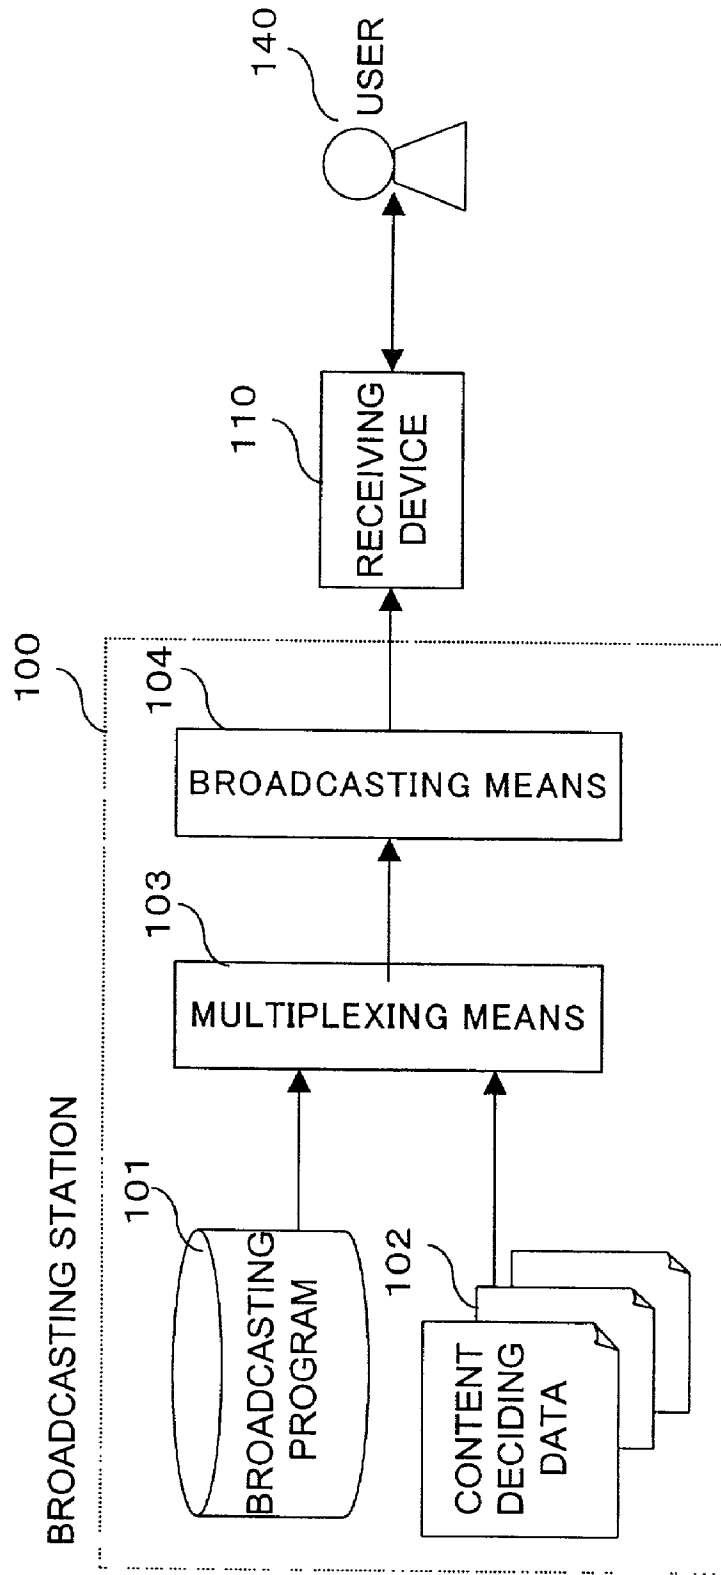 BROADCASTING STATION
100
101
BROADCASTING
PROGRAM
102
CONTENT
DECIDING
DATA
103
MULTIPLEXING MEANS
104
BROADCASTING MEANS
110
RECEIVING
DEVICE
140
USER